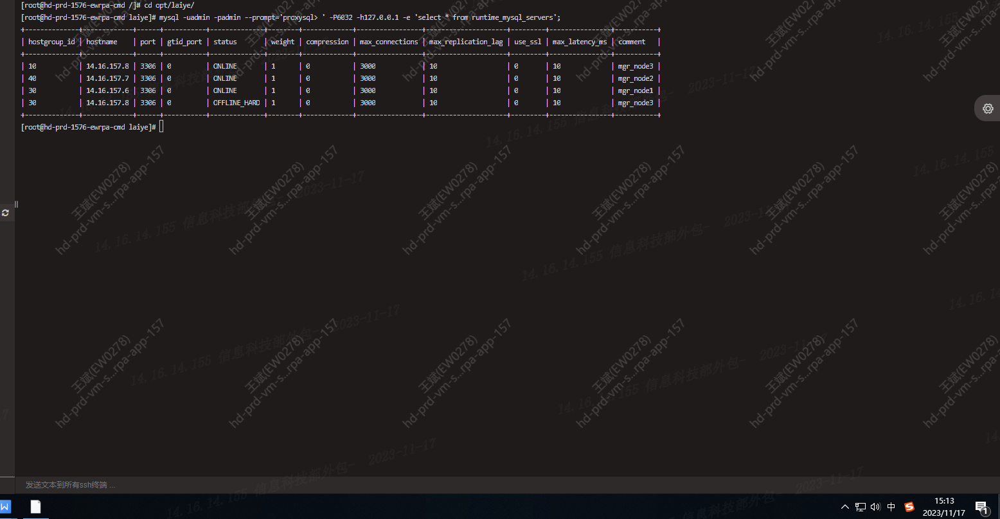 [root@hd-prd-1576-ewrpa-cmd /]# cd opt/laiye/
[root@hd-prd-1576-ewrpa-cmd laiye]# mysql -uadmin -padmin --prompt='proxysql> ' -P6032 -h127.0.0.1 -e 'select * from runtime_mysql_servers';
+--------------+-------------+------+-----------+--------------+--------+-------------+-----------------+---------------------+---------+----------------+-----------+
| hostgroup_id | hostname    | port | gtid_port | status       | weight | compression | max_connections | max_replication_lag | use_ssl | max_latency_ms | comment   |
+--------------+-------------+------+-----------+--------------+--------+-------------+-----------------+---------------------+---------+----------------+-----------+
| 10           | 14.16.157.8 | 3306 | 0         | ONLINE       | 1      | 0           | 3000            | 10                  | 0       | 10             | mgr_node3 |
| 40           | 14.16.157.7 | 3306 | 0         | ONLINE       | 1      | 0           | 3000            | 10                  | 0       | 10             | mgr_node2 |
| 30           | 14.16.157.6 | 3306 | 0         | ONLINE       | 1      | 0           | 3000            | 10                  | 0       | 10             | mgr_node1 |
| 30           | 14.16.157.8 | 3306 | 0         | OFFLINE_HARD | 1      | 0           | 3000            | 10                  | 0       | 10             | mgr_node3 |
+--------------+-------------+------+-----------+--------------+--------+-------------+-----------------+---------------------+---------+----------------+-----------+
[root@hd-prd-1576-ewrpa-cmd laiye]#
王斌(EW0278)
hd-prd-vm-s...rpa-app-157
14.16.14.155 信息科技部外包- 2023-11-17
发送文本到所有ssh终端 ...
W
中
S
15:13
2023/11/17
1